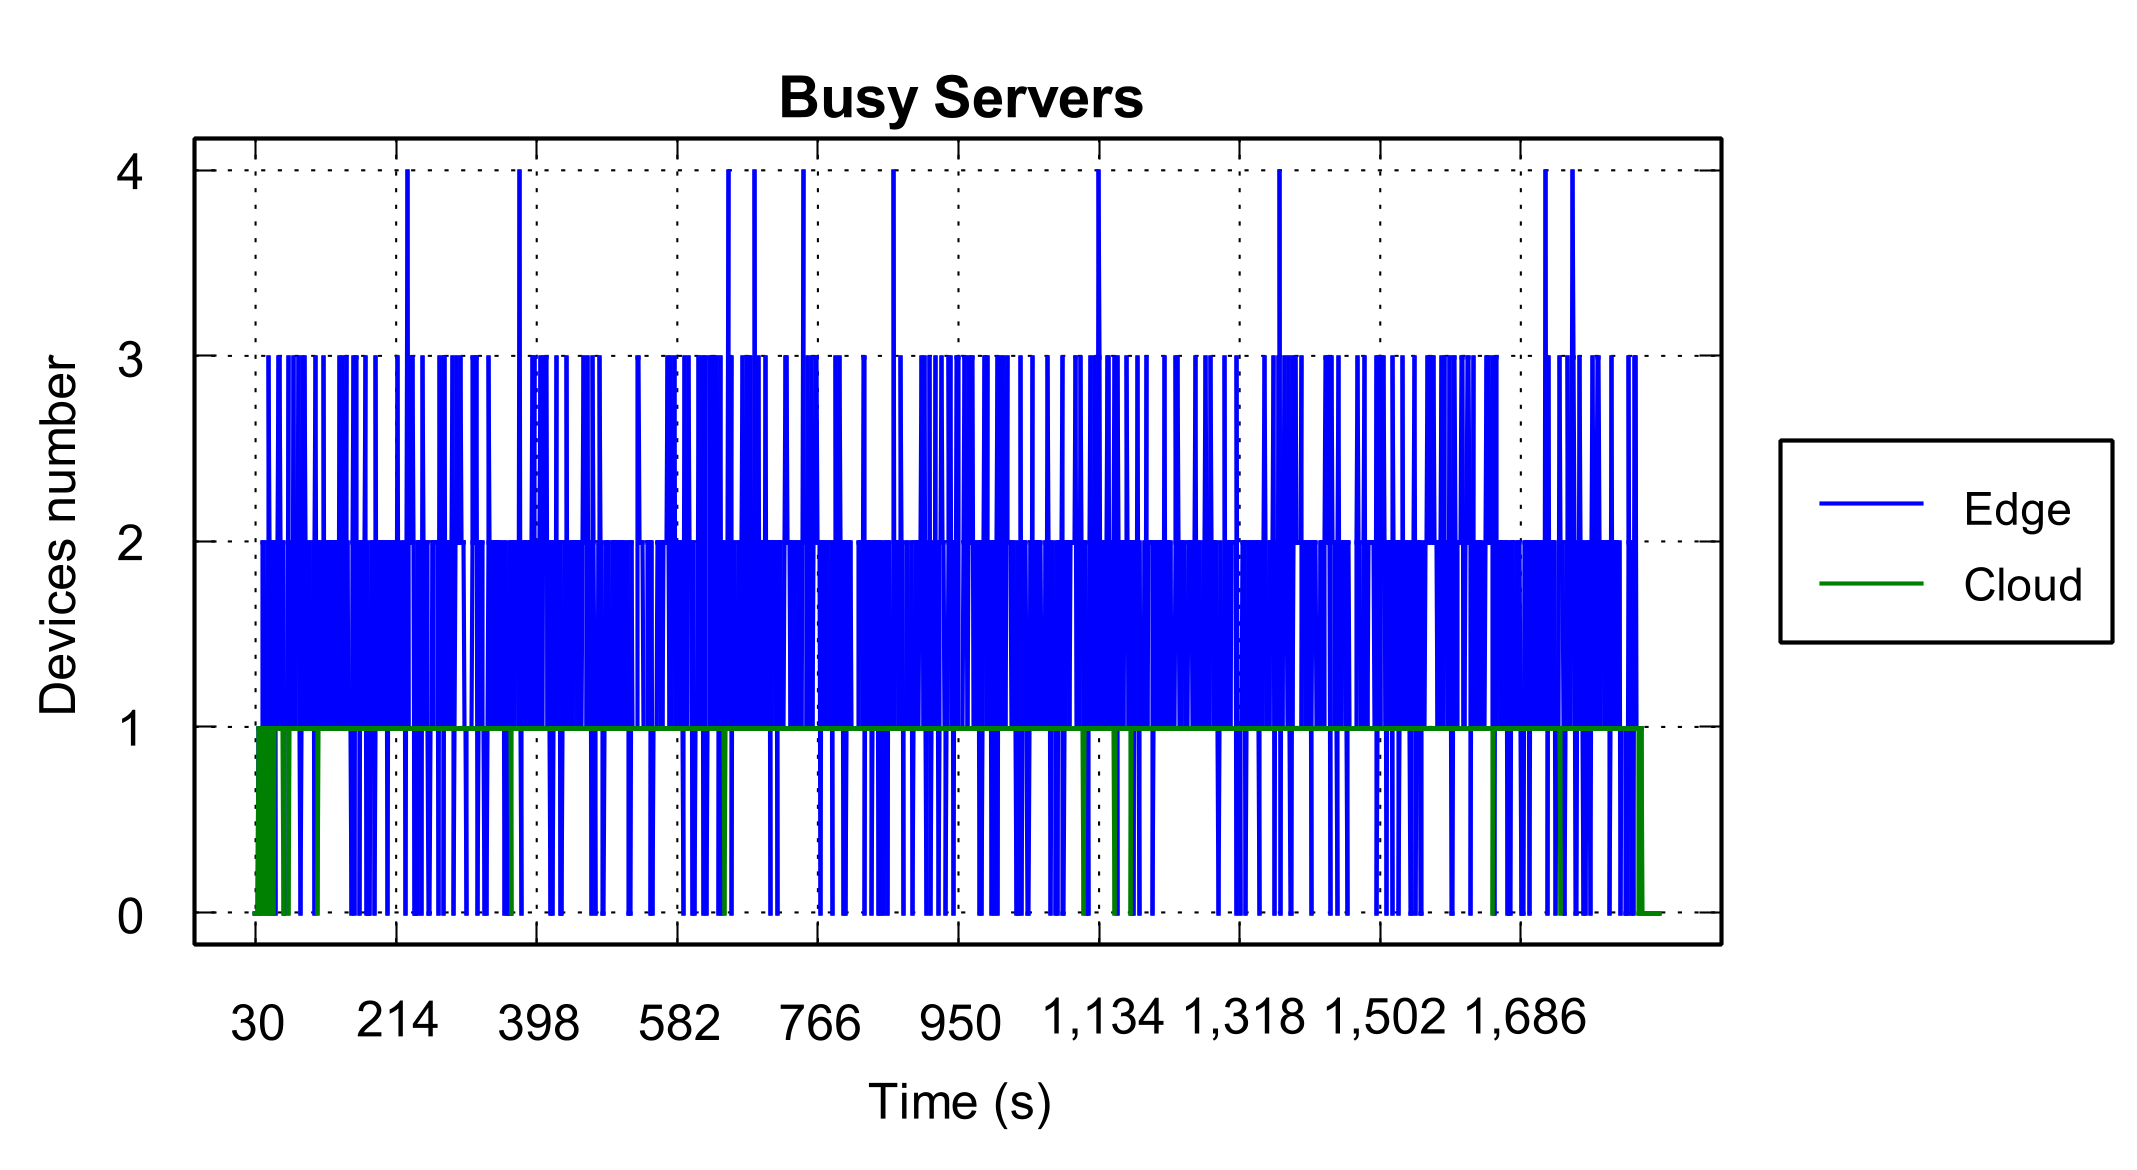 Busy Servers
4
3
2
1
0
Devices number
30 214 398 582 766 950 1,134 1,318 1,502 1,686
Time (s)
Edge
Cloud